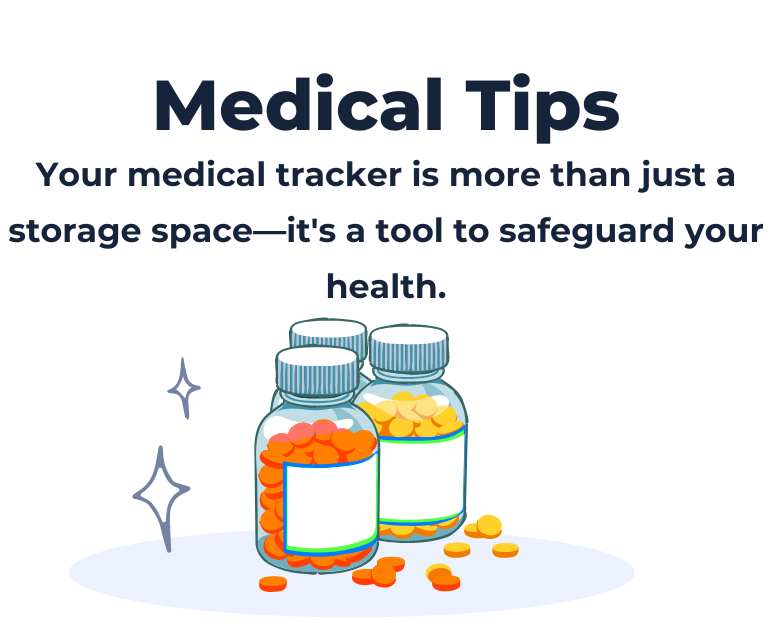 Medical Tips
Your medical tracker is more than just a
storage space—it's a tool to safeguard your
health.